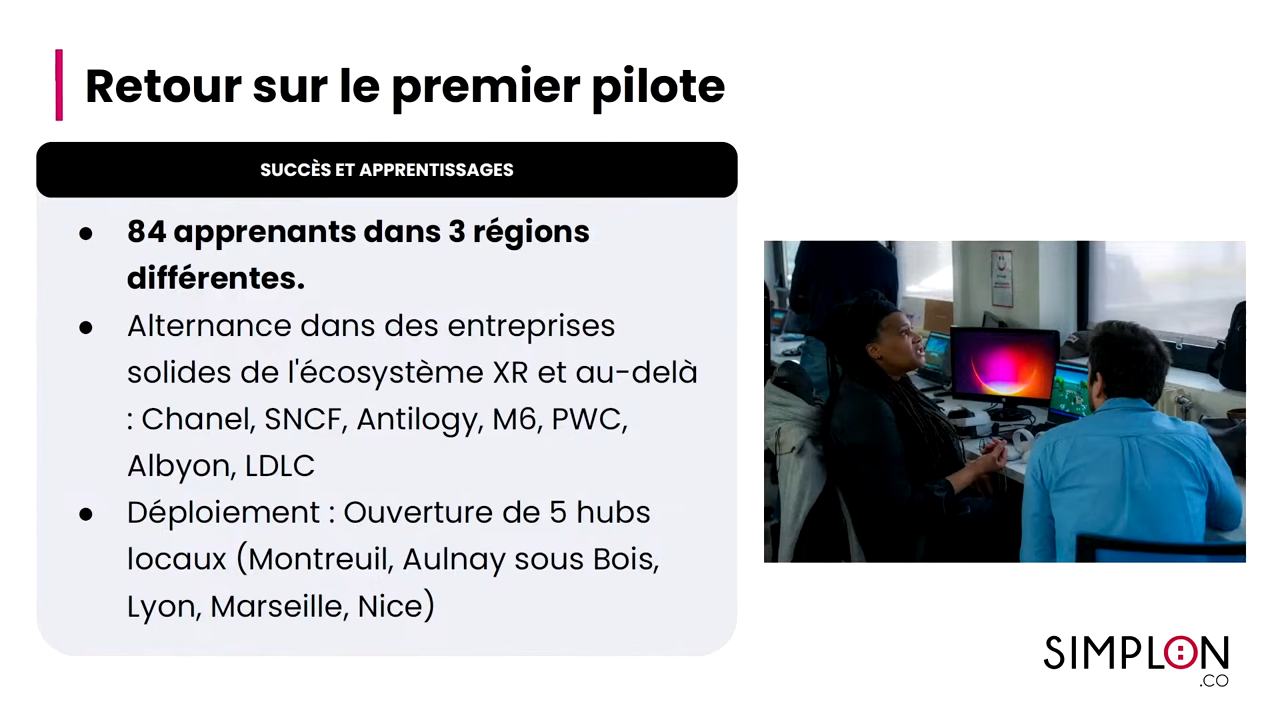 Retour sur le premier pilote
SUCCÈS ET APPRENTISSAGES
● 84 apprenants dans 3 régions
différentes.
● Alternance dans des entreprises
solides de l'écosystème XR et au-delà
: Chanel, SNCF, Antilogy, M6, PWC,
Albyon, LDLC
● Déploiement : Ouverture de 5 hubs
locaux (Montreuil, Aulnay sous Bois,
Lyon, Marseille, Nice)
SIMPLON
.CO